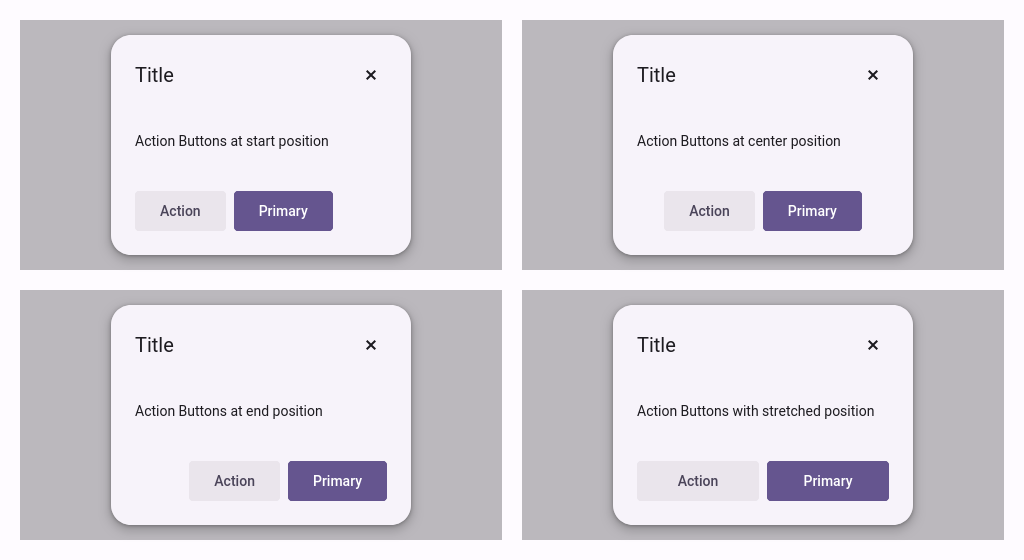 Title ✕
Action Buttons at start position
Action Primary
Title ✕
Action Buttons at center position
Action Primary
Title ✕
Action Buttons at end position
Action Primary
Title ✕
Action Buttons with stretched position
Action Primary